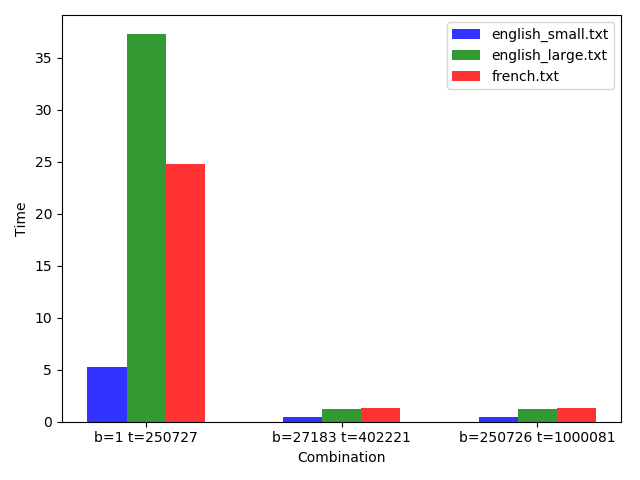 english_small.txt
english_large.txt
french.txt
35
30
25
20
15
10
5
0
Time
b=1 t=250727
b=27183 t=402221
b=250726 t=1000081
Combination